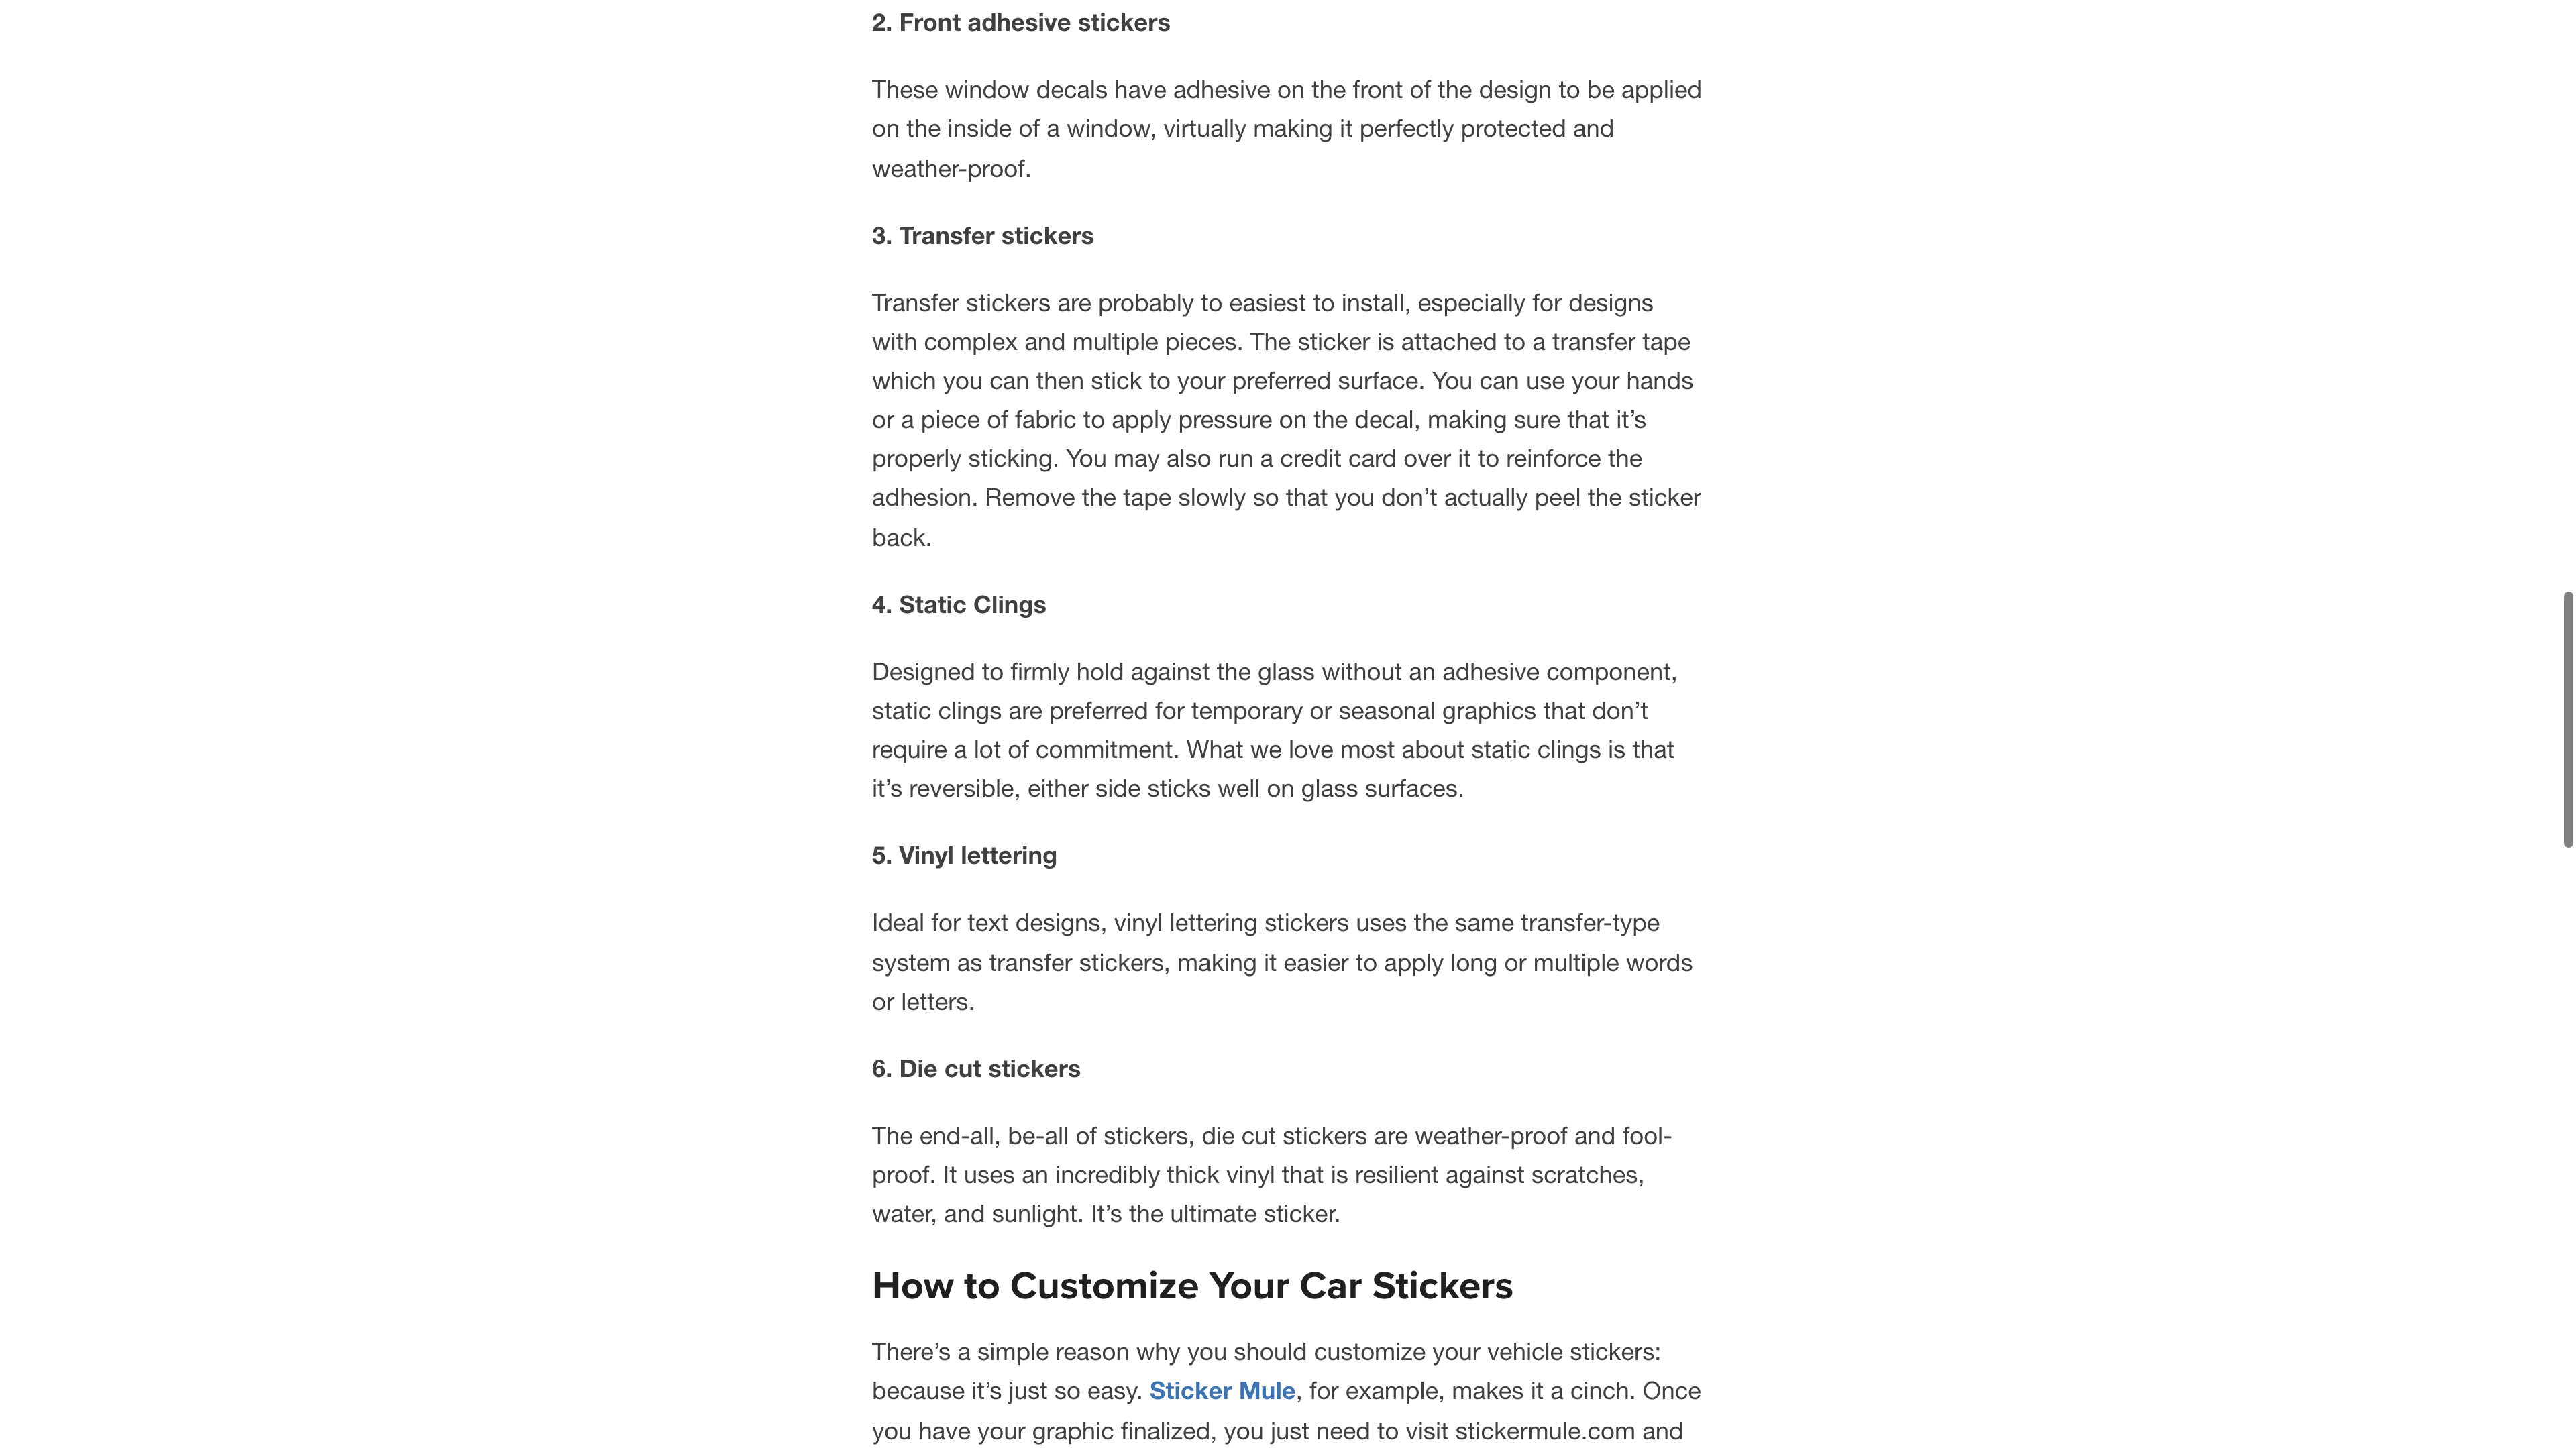 2. Front adhesive stickers
These window decals have adhesive on the front of the design to be applied
on the inside of a window, virtually making it perfectly protected and
weather-proof.
3. Transfer stickers
Transfer stickers are probably to easiest to install, especially for designs
with complex and multiple pieces. The sticker is attached to a transfer tape
which you can then stick to your preferred surface. You can use your hands
or a piece of fabric to apply pressure on the decal, making sure that it’s
properly sticking. You may also run a credit card over it to reinforce the
adhesion. Remove the tape slowly so that you don’t actually peel the sticker
back.
4. Static Clings
Designed to firmly hold against the glass without an adhesive component,
static clings are preferred for temporary or seasonal graphics that don’t
require a lot of commitment. What we love most about static clings is that
it’s reversible, either side sticks well on glass surfaces.
5. Vinyl lettering
Ideal for text designs, vinyl lettering stickers uses the same transfer-type
system as transfer stickers, making it easier to apply long or multiple words
or letters.
6. Die cut stickers
The end-all, be-all of stickers, die cut stickers are weather-proof and fool-
proof. It uses an incredibly thick vinyl that is resilient against scratches,
water, and sunlight. It’s the ultimate sticker.
How to Customize Your Car Stickers
There’s a simple reason why you should customize your vehicle stickers:
because it’s just so easy. Sticker Mule, for example, makes it a cinch. Once
you have your graphic finalized, you just need to visit stickermule.com and